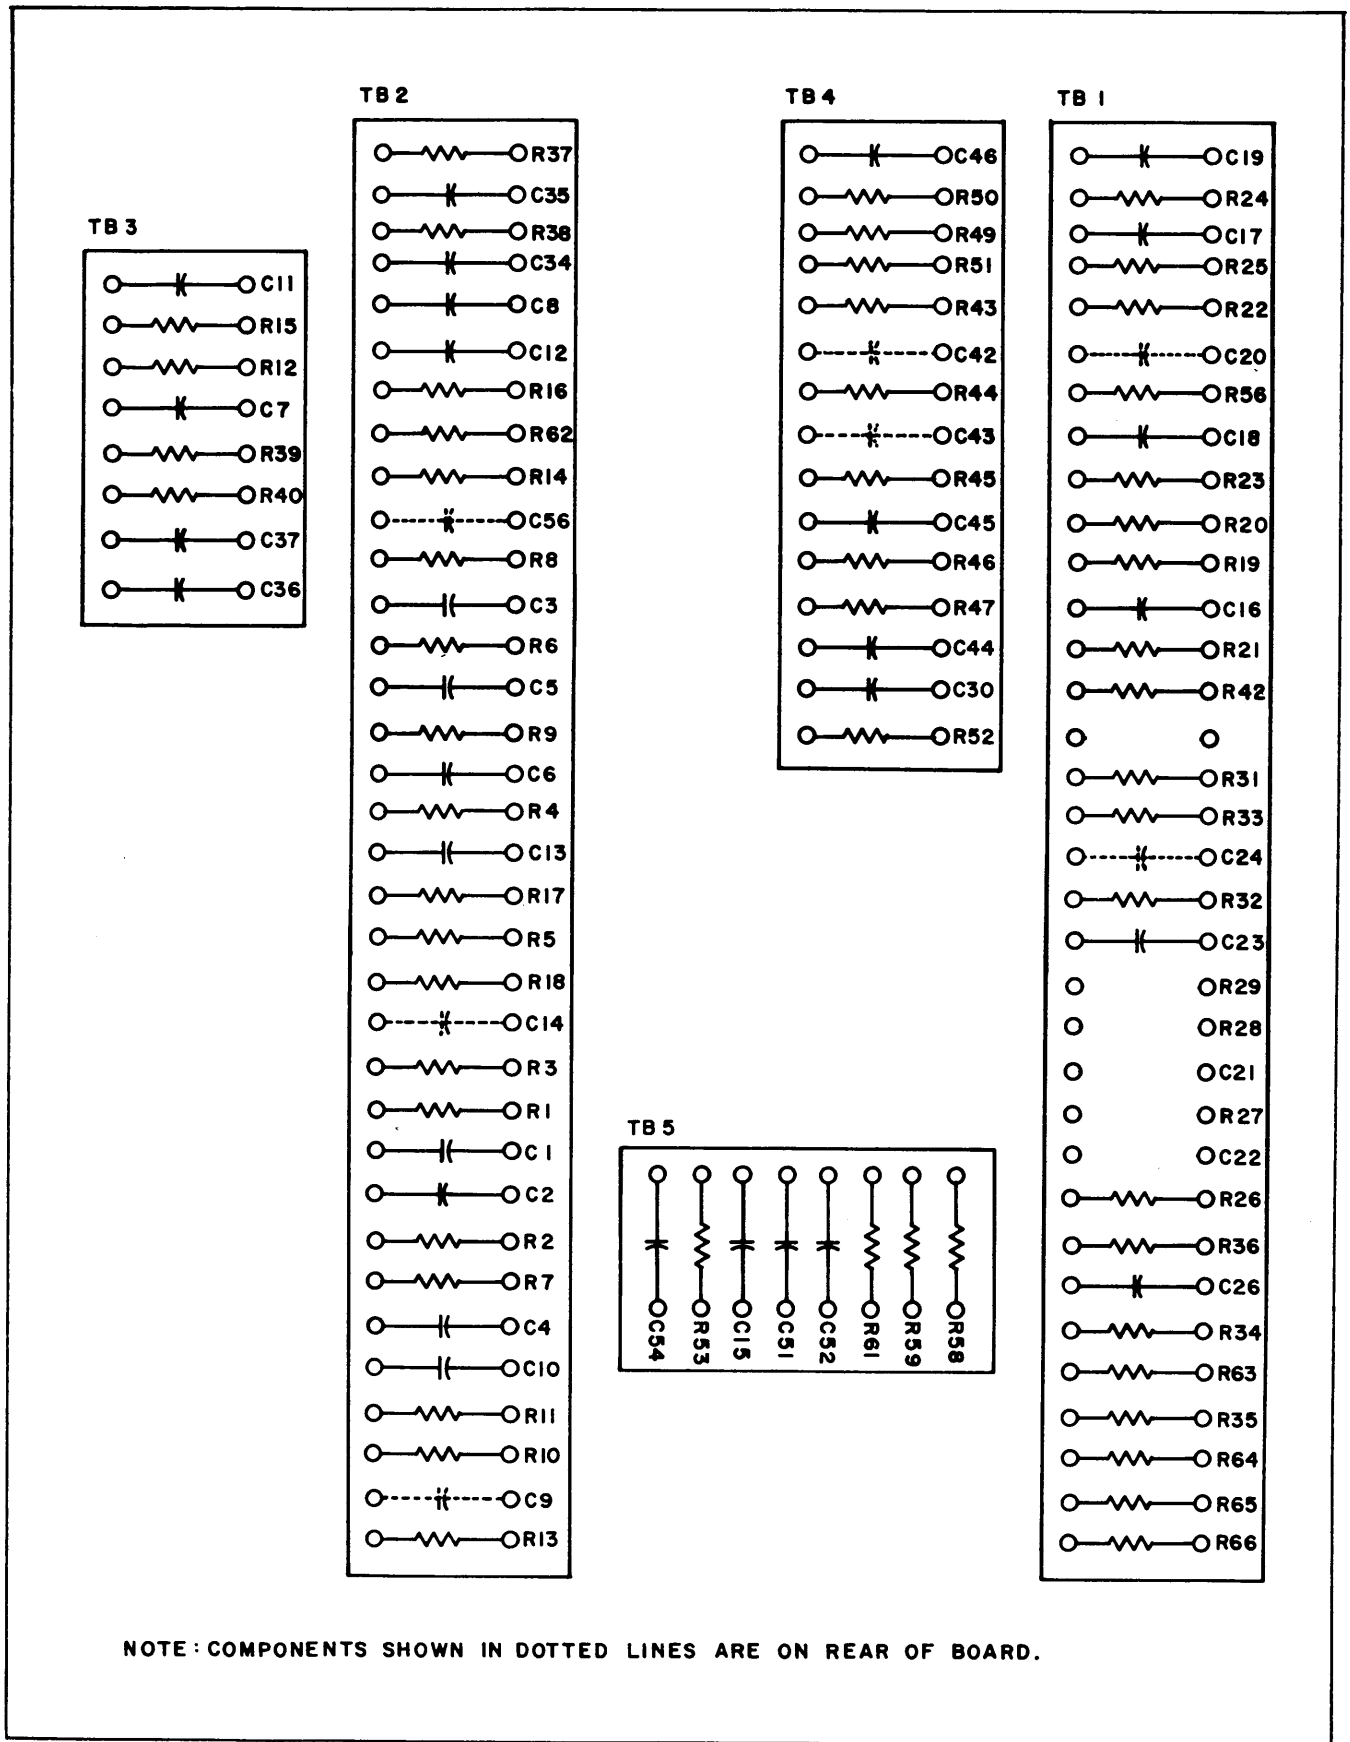 TB 2
R37
C35
R38
C34
C8
C12
R16
R62
R14
C56
R8
C3
R6
C5
R9
C6
R4
C13
R17
R5
R18
C14
R3
R1
C1
C2
R2
R7
C4
C10
R11
R10
C9
R13
TB 4
C46
R50
R49
R51
R43
C42
R44
C43
R45
C45
R46
R47
C44
C30
R52
TB 1
C19
R24
C17
R25
R22
C20
R56
C18
R23
R20
R19
C16
R21
R42
R31
R33
C24
R32
C23
R29
R28
C21
R27
C22
R26
R36
C26
R34
R63
R35
R64
R65
R66
TB 3
C11
R15
R12
C7
R39
R40
C37
C36
TB 5
C54
R53
C15
C51
C52
R61
R59
R58
NOTE: COMPONENTS SHOWN IN DOTTED LINES ARE ON REAR OF BOARD.